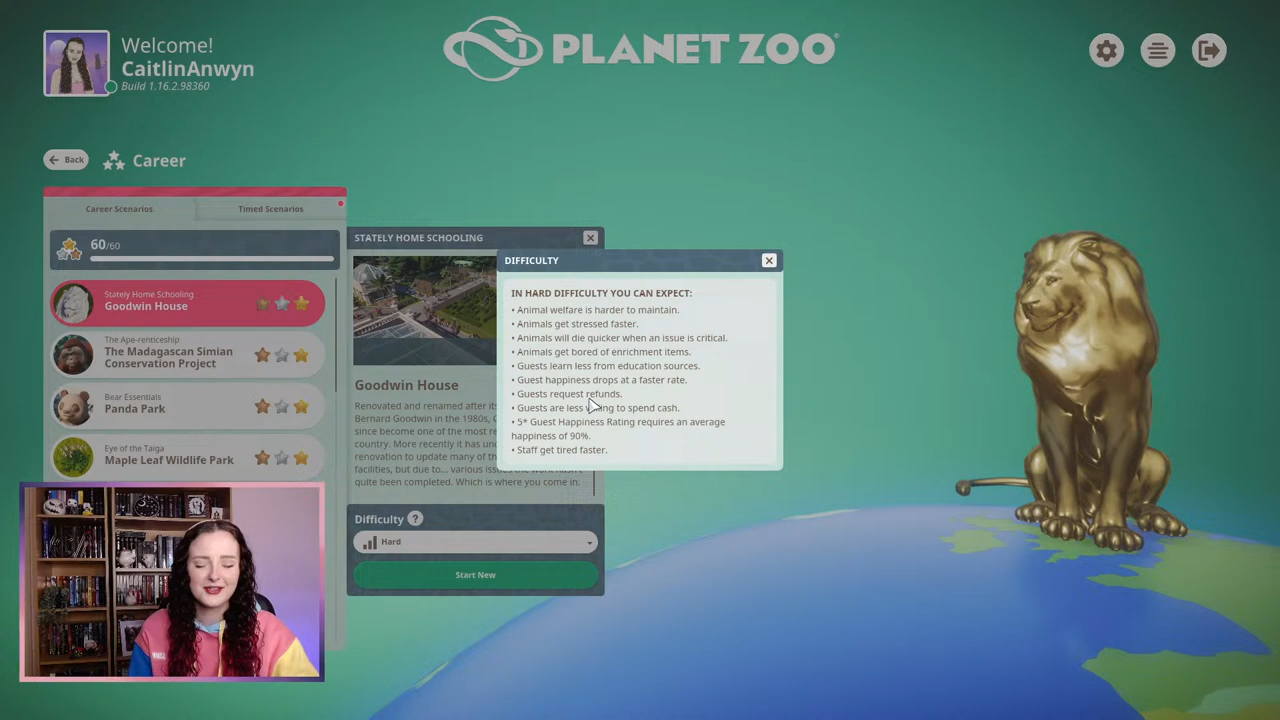 Welcome!
CaitlinAnwyn
Build 1.16.2.98360
PLANET ZOO
Back
Career
Career Scenarios
Timed Scenarios
60/60
Stately Home Schooling
Goodwin House
The Ape-renticeship
The Madagascan Simian
Conservation Project
Bear Essentials
Panda Park
Eye of the Taiga
Maple Leaf Wildlife Park
STATELY HOME SCHOOLING
Goodwin House
Renovated and renamed after its
Bernard Goodwin in the 1980s,
since become one of the most re
country. More recently it has un
renovation to update many of
facilities, but due to... various issues the work hasn't
quite been completed. Which is where you come in.
Difficulty ?
Hard
Start New
DIFFICULTY
IN HARD DIFFICULTY YOU CAN EXPECT:
• Animal welfare is harder to maintain.
• Animals get stressed faster.
• Animals will die quicker when an issue is critical.
• Animals get bored of enrichment items.
• Guests learn less from education sources.
• Guest happiness drops at a faster rate.
• Guests request refunds.
• Guests are less willing to spend cash.
• 5* Guest Happiness Rating requires an average
happiness of 90%.
• Staff get tired faster.